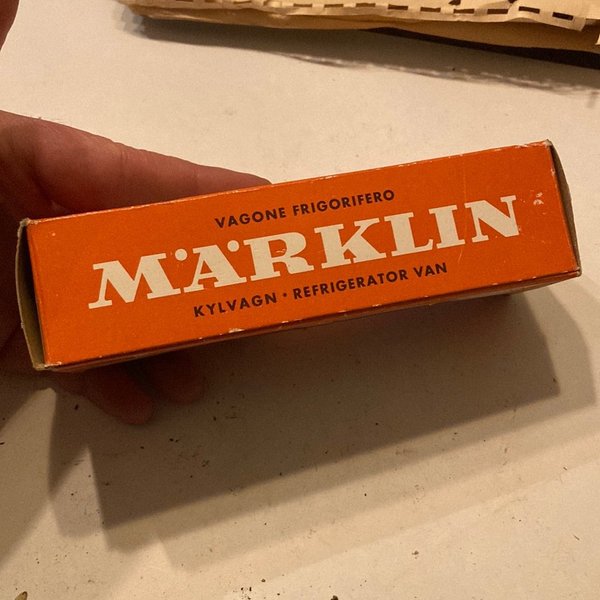 VAGONE FRIGORIFERO
MÄRKLIN
KYLVAGN · REFRIGERATOR VAN